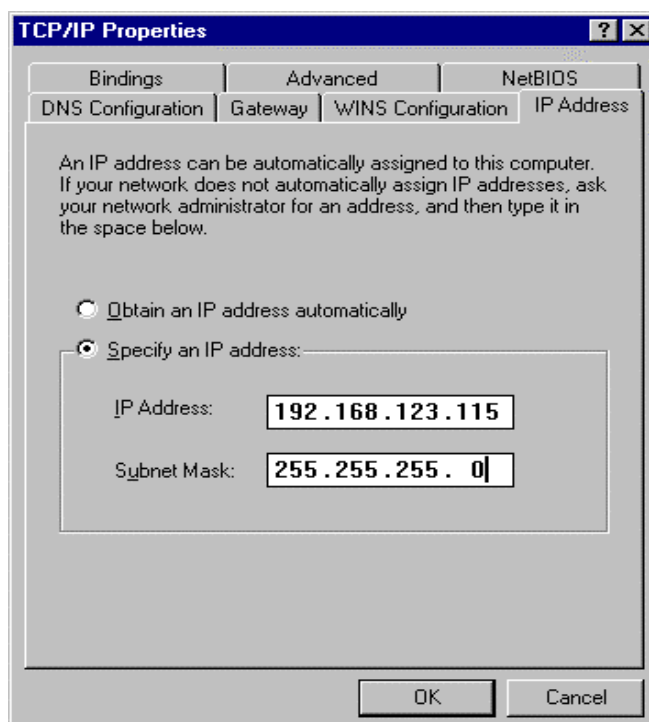 TCP/IP Properties
? X
Bindings Advanced NetBIOS
DNS Configuration Gateway WINS Configuration IP Address
An IP address can be automatically assigned to this computer.
If your network does not automatically assign IP addresses, ask
your network administrator for an address, and then type it in
the space below.
Obtain an IP address automatically
Specify an IP address:
IP Address: 192.168.123.115
Subnet Mask: 255.255.255. 0
OK Cancel